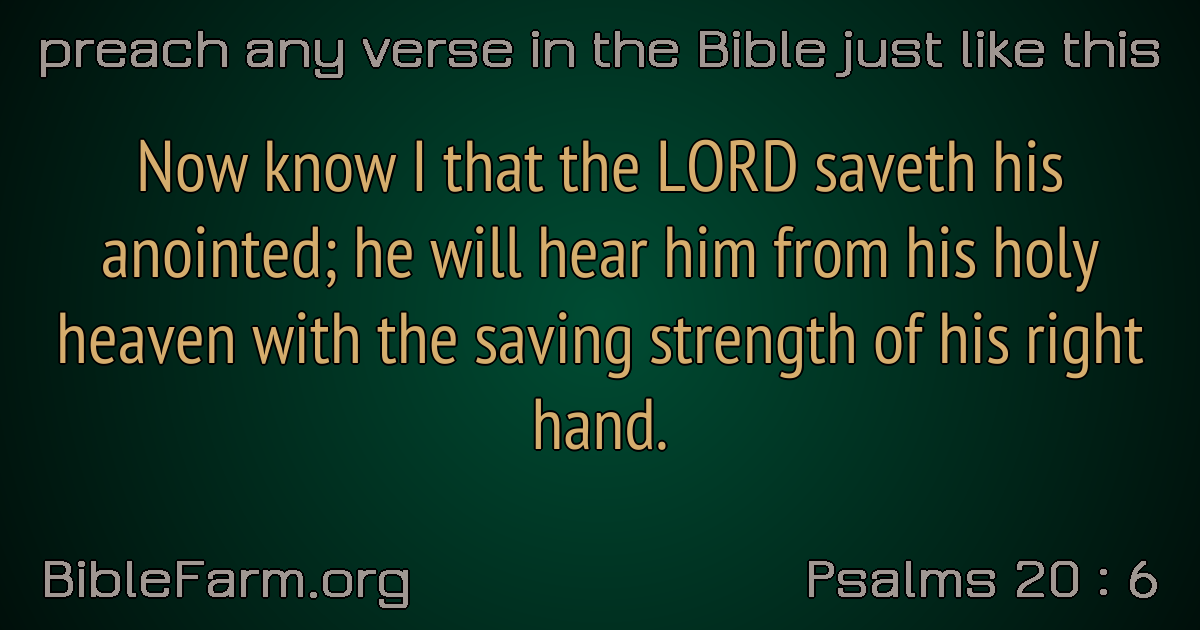 preach any verse in the Bible just like this
Now know I that the LORD saveth his
anointed; he will hear him from his holy
heaven with the saving strength of his right
hand.
BibleFarm.org
Psalms 20 : 6